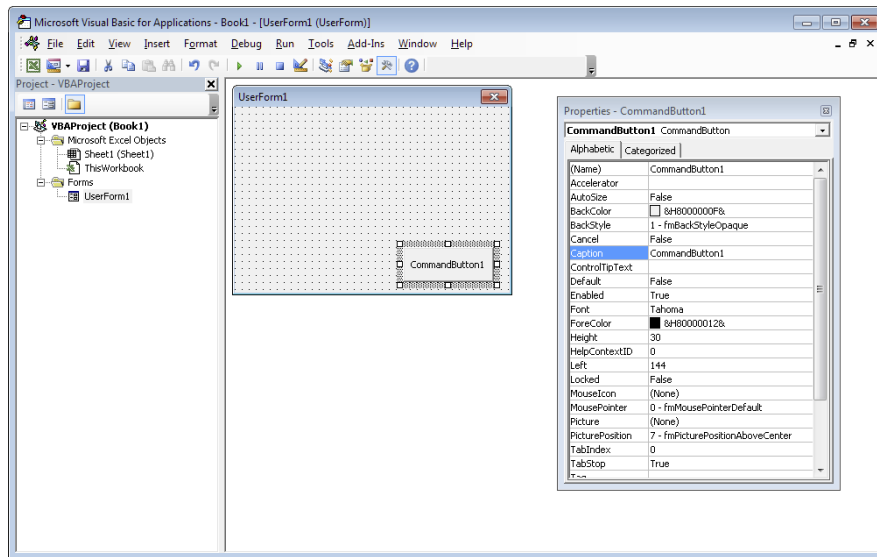 Microsoft Visual Basic for Applications - Book1 - [UserForm1 (UserForm)]
File Edit View Insert Format Debug Run Tools Add-Ins Window Help
Project - VBAProject
VBAProject (Book1)
Microsoft Excel Objects
Sheet1 (Sheet1)
ThisWorkbook
Forms
UserForm1
UserForm1
CommandButton1
Properties - CommandButton1
CommandButton1 CommandButton
Alphabetic Categorized
(Name) CommandButton1
Accelerator
AutoSize False
BackColor &H8000000F&
BackStyle 1 - fmBackStyleOpaque
Cancel False
Caption CommandButton1
ControlTipText
Default False
Enabled True
Font Tahoma
ForeColor &H80000012&
Height 30
HelpContextID 0
Left 144
Locked False
MouseIcon (None)
MousePointer 0 - fmMousePointerDefault
Picture (None)
PicturePosition 7 - fmPicturePositionAboveCenter
TabIndex 0
TabStop True